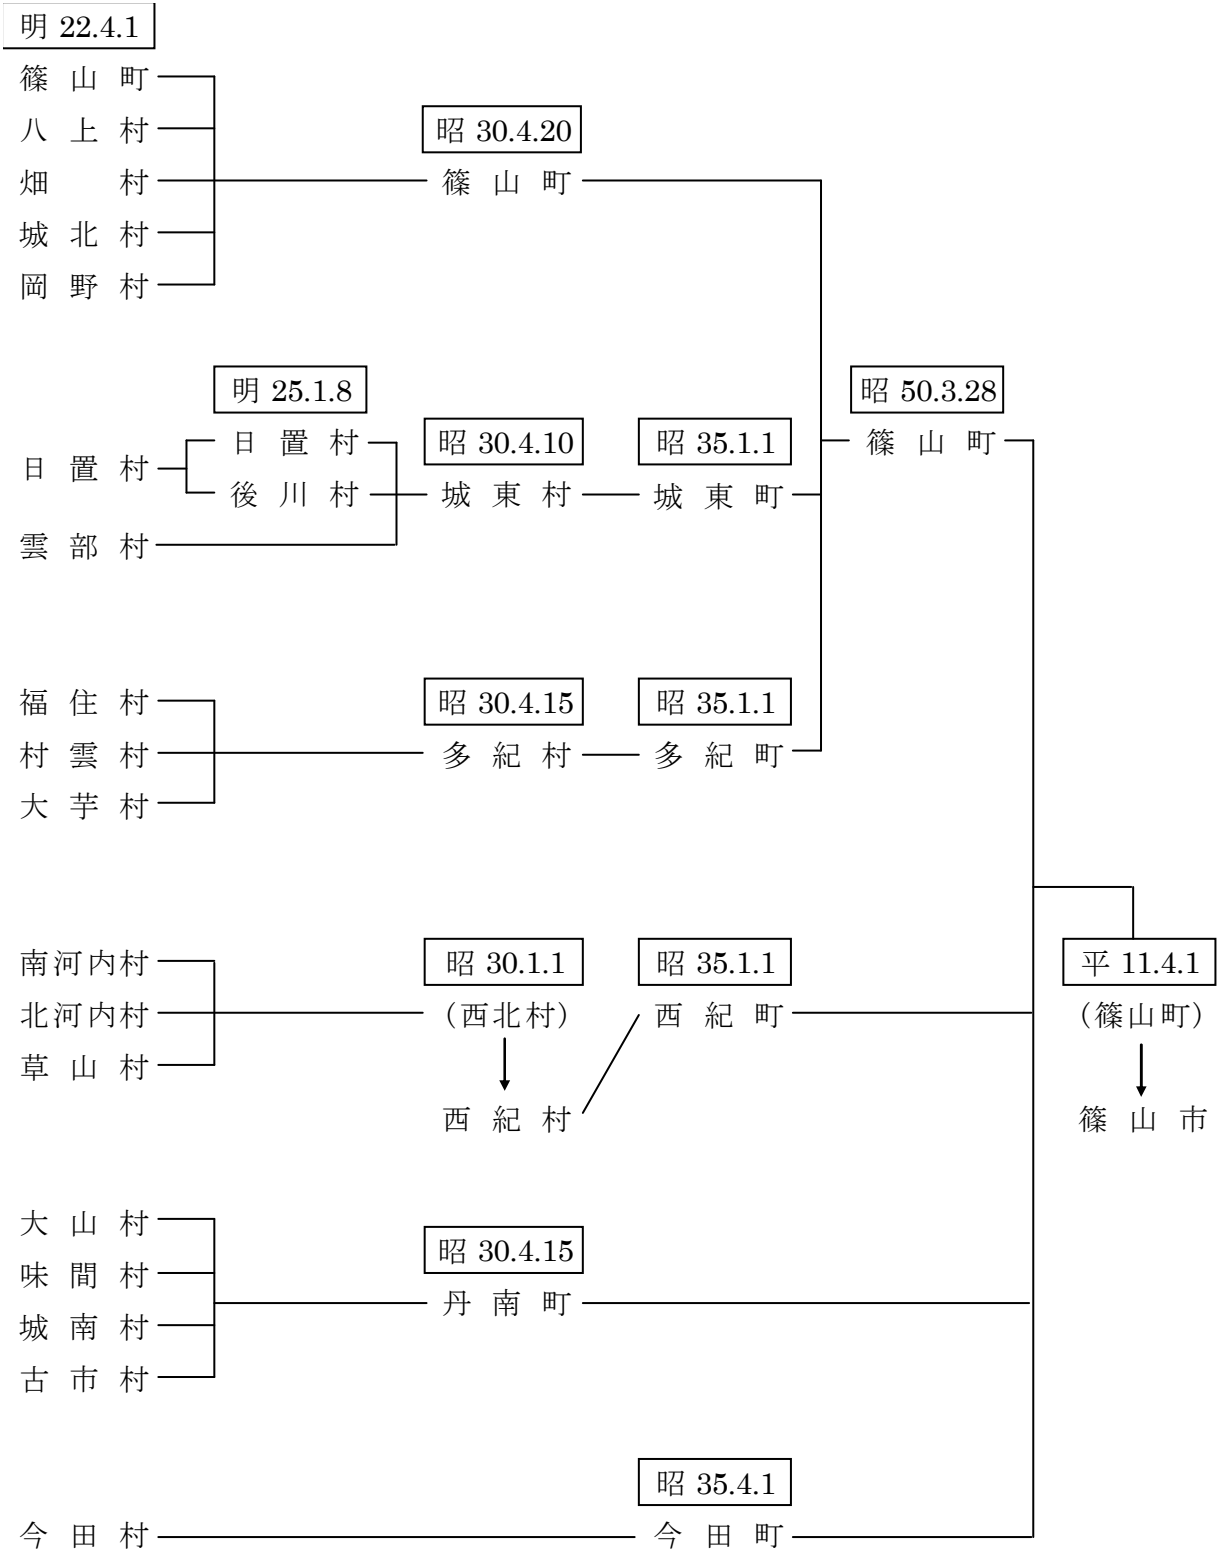 明 22.4.1
篠山町
八上村
昭 30.4.20
畑村
篠山町
城北村
岡野村
明 25.1.8
昭 50.3.28
日置村
昭 30.4.10
昭 35.1.1
篠山町
日置村
後川村
城東村
城東町
雲部村
福住村
昭 30.4.15
昭 35.1.1
村雲村
多紀村
多紀町
大芋村
南河内村
昭 30.1.1
昭 35.1.1
平 11.4.1
北河内村
(西北村)
西紀町
(篠山町)
草山村
西紀村
篠山市
大山村
昭 30.4.15
味間村
丹南町
城南村
古市村
昭 35.4.1
今田村
今田町